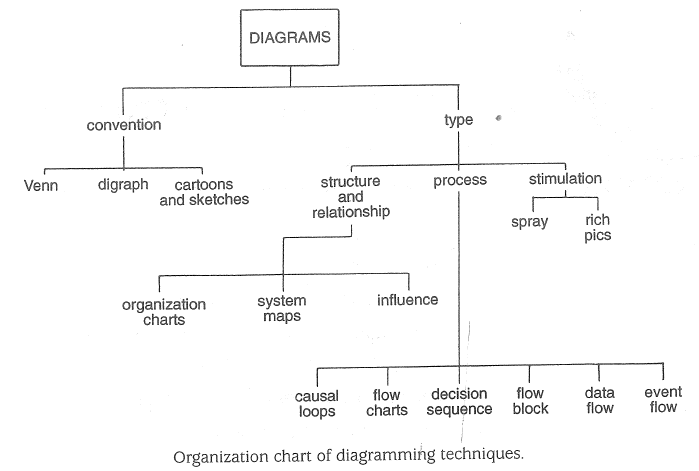 DIAGRAMS
convention
type
Venn
digraph
cartoons
and sketches
structure
and
relationship
process
stimulation
spray
rich
pics
organization
charts
system
maps
influence
causal
loops
flow
charts
decision
sequence
flow
block
data
flow
event
flow
Organization chart of diagramming techniques.